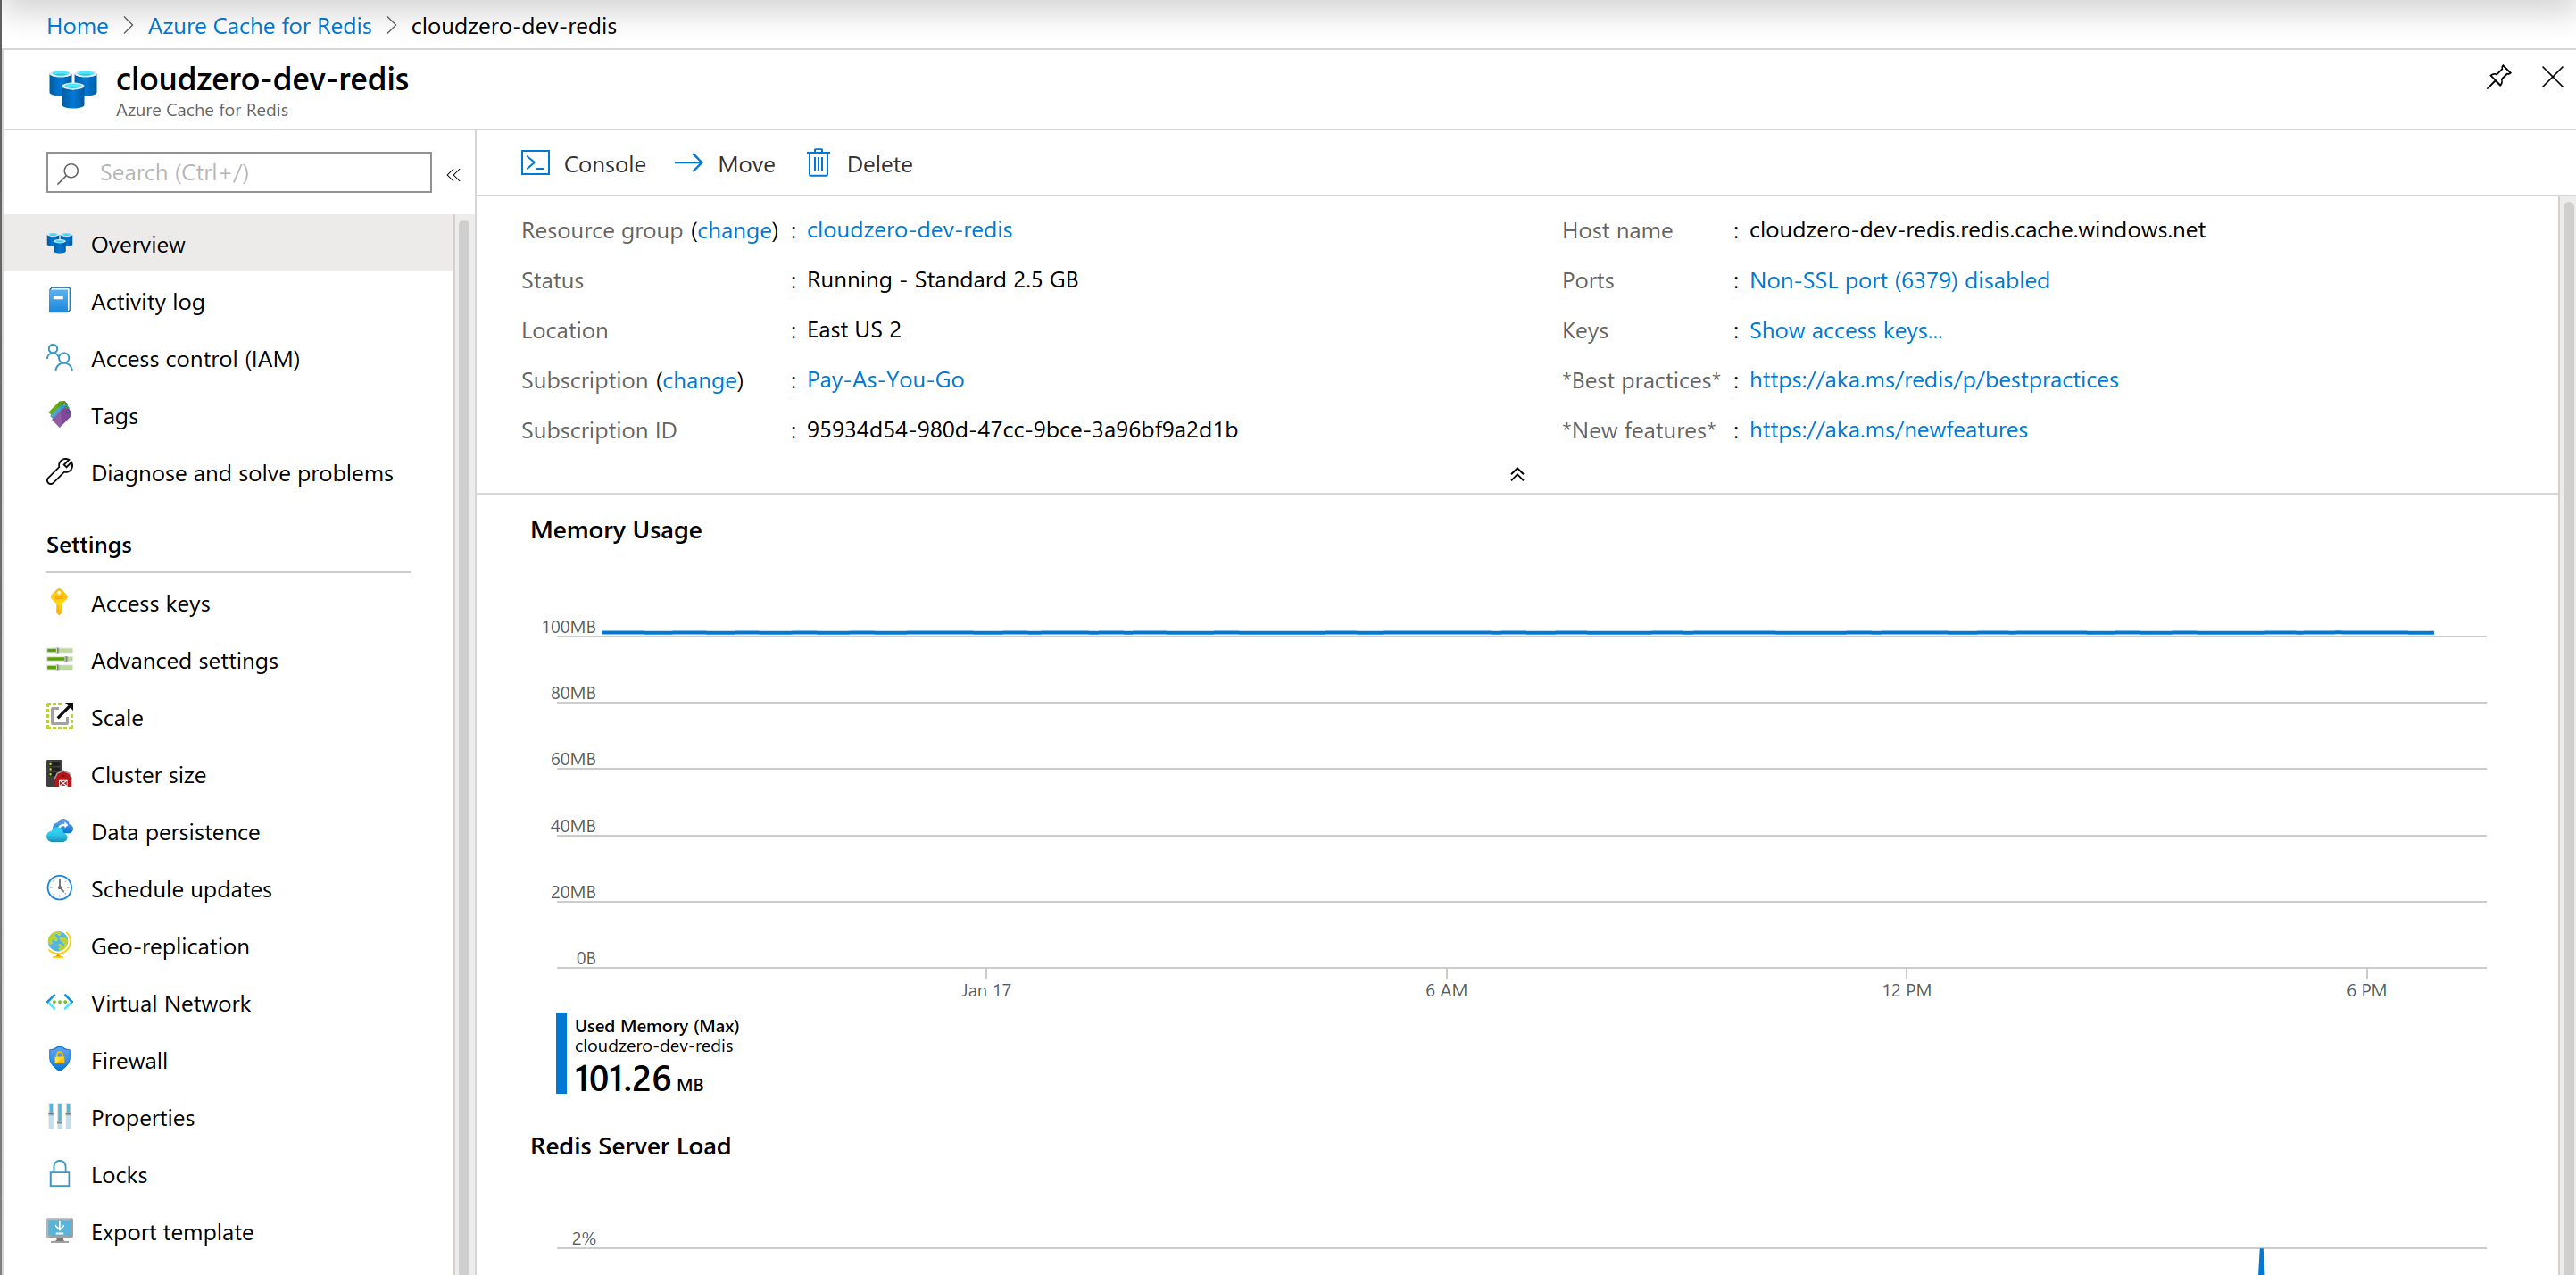 Home > Azure Cache for Redis > cloudzero-dev-redis
cloudzero-dev-redis
Azure Cache for Redis
Search (Ctrl+/)
«
Overview
Activity log
Access control (IAM)
Tags
Diagnose and solve problems
Settings
Access keys
Advanced settings
Scale
Cluster size
Data persistence
Schedule updates
Geo-replication
Virtual Network
Firewall
Properties
Locks
Export template
Console Move Delete
Resource group (change) : cloudzero-dev-redis
Status : Running - Standard 2.5 GB
Location : East US 2
Subscription (change) : Pay-As-You-Go
Subscription ID : 95934d54-980d-47cc-9bce-3a96bf9a2d1b
Host name : cloudzero-dev-redis.redis.cache.windows.net
Ports : Non-SSL port (6379) disabled
Keys : Show access keys...
*Best practices* : https://aka.ms/redis/p/bestpractices
*New features* : https://aka.ms/newfeatures
Memory Usage
100MB
80MB
60MB
40MB
20MB
0B
Jan 17 6 AM 12 PM 6 PM
Used Memory (Max)
cloudzero-dev-redis
101.26 MB
Redis Server Load
2%